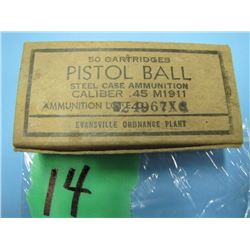 50 CARTRIDGES
PISTOL BALL
STEEL CASE AMMUNITION
CALIBER .45 M1911
AMMUNITION LOT
EVANSVILLE ORDNANCE PLANT
14